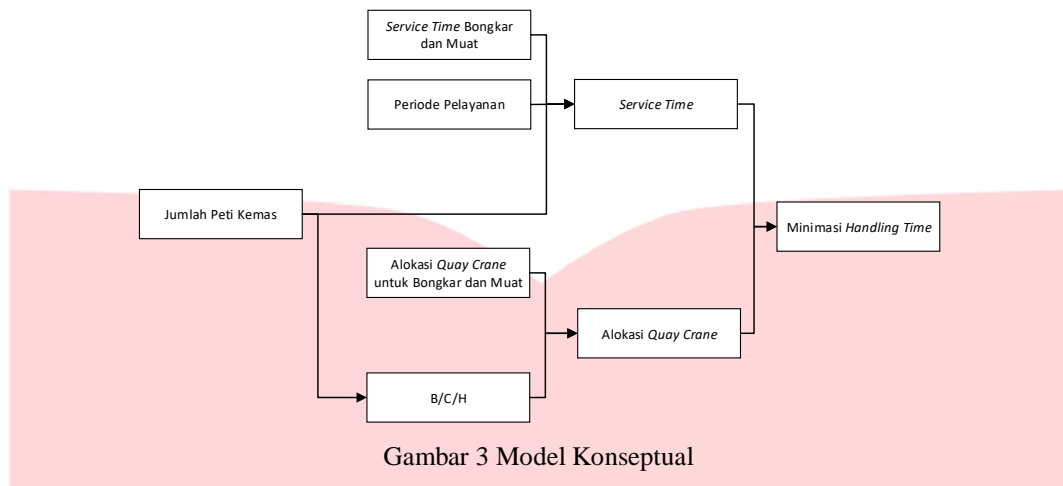 Service Time Bongkar
dan Muat
Periode Pelayanan
Service Time
Jumlah Peti Kemas
Minimasi Handling Time
Alokasi Quay Crane
untuk Bongkar dan Muat
Alokasi Quay Crane
B/C/H
Gambar 3 Model Konseptual